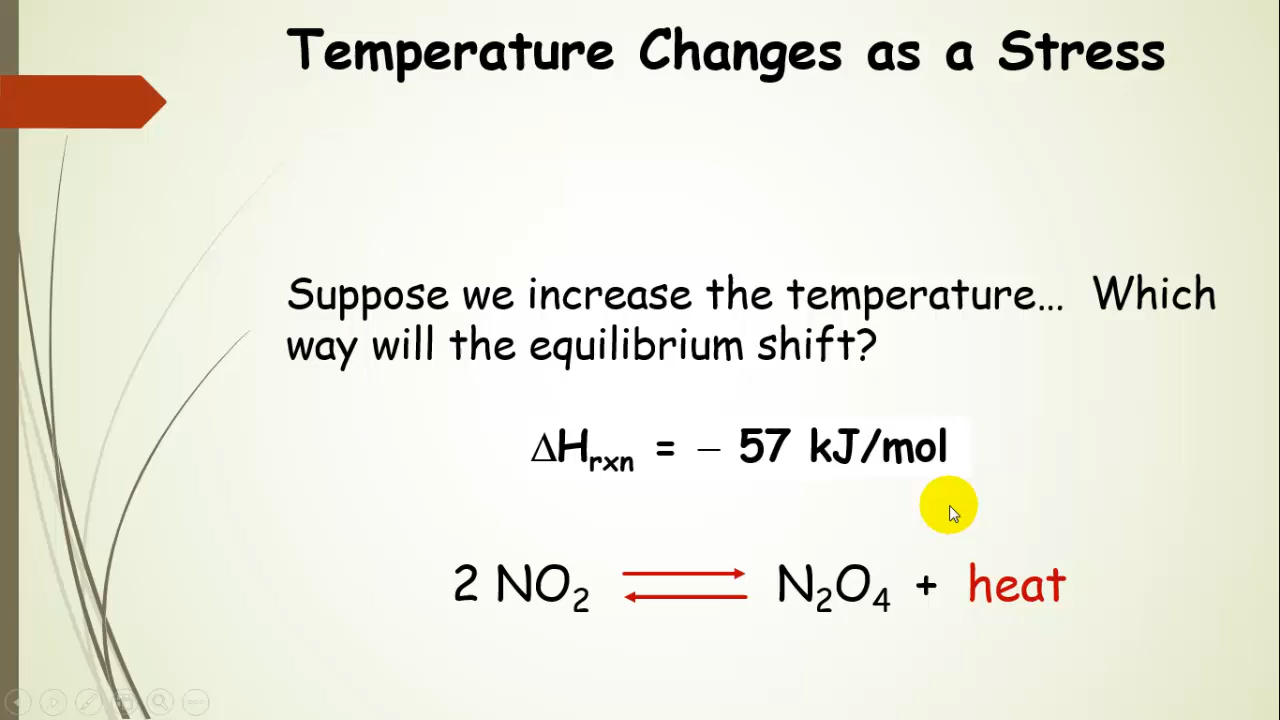 Temperature Changes as a Stress
Suppose we increase the temperature… Which
way will the equilibrium shift?
ΔHrxn = – 57 kJ/mol
2 NO₂ ⇄ N₂O₄ + heat